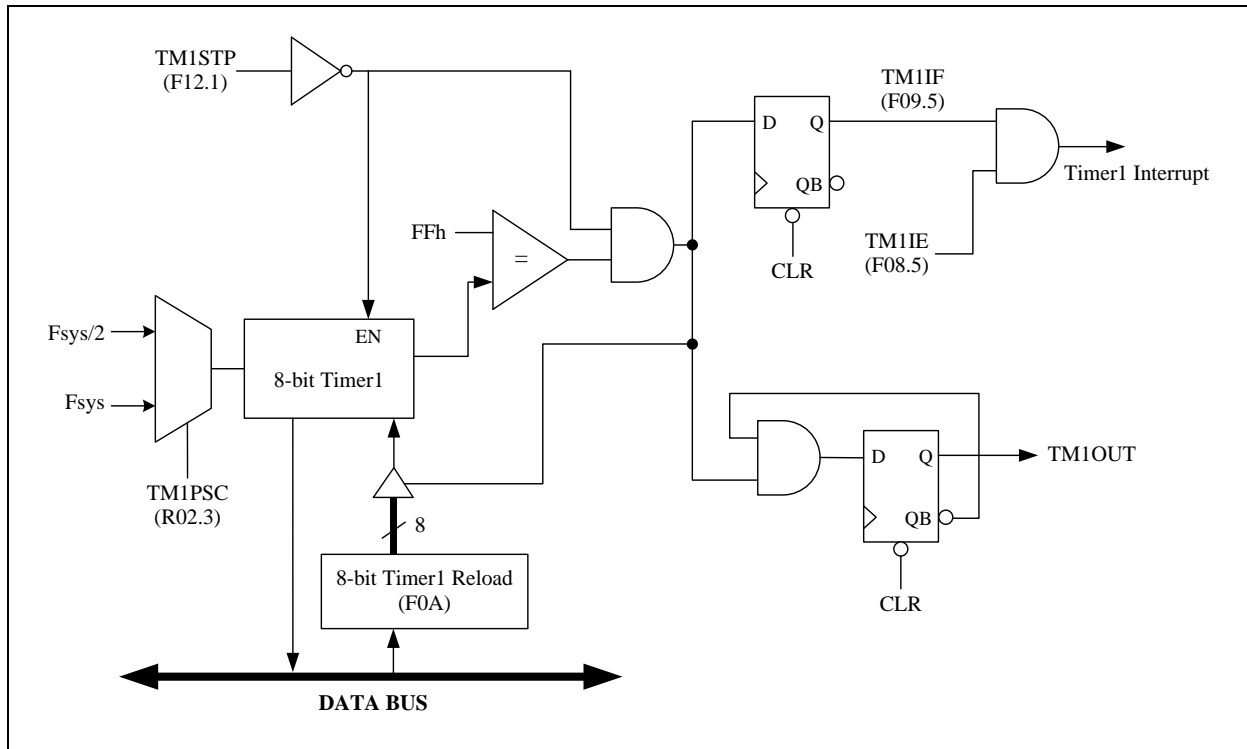 TM1STP
(F12.1)
TM1IF
(F09.5)
D
Q
QB
CLR
Timer1 Interrupt
TM1IE
(F08.5)
FFh
=
Fsys/2
Fsys
EN
8-bit Timer1
TM1PSC
(R02.3)
8
8-bit Timer1 Reload
(F0A)
D
Q
QB
CLR
TM1OUT
DATA BUS